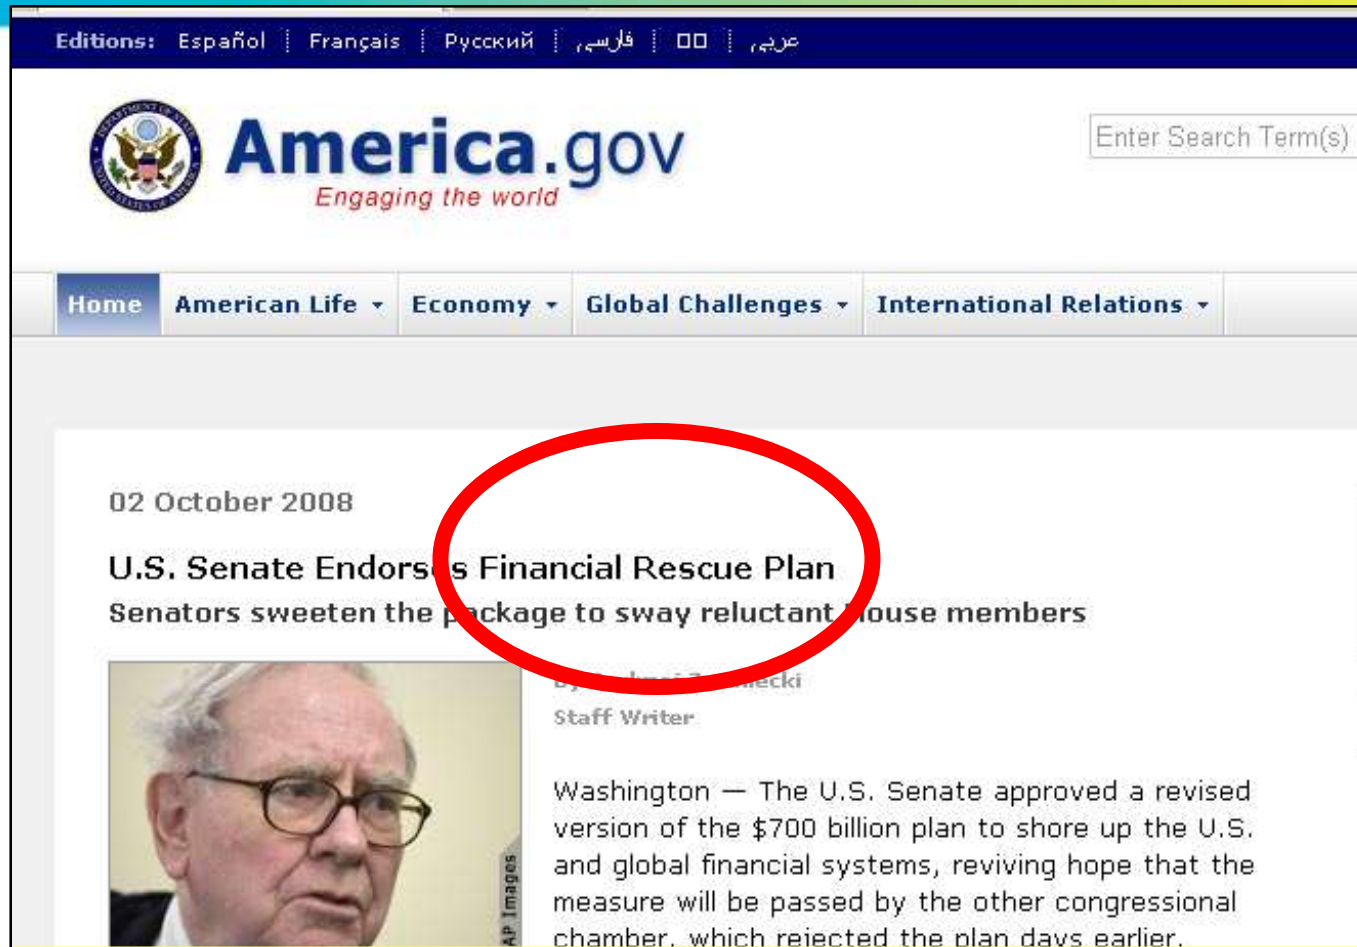 Editions: Español Français Русский فارسی عربي
America.gov
Engaging the world
Enter Search Term(s)
Home American Life Economy Global Challenges International Relations
02 October 2008
U.S. Senate Endorses Financial Rescue Plan
Senators sweeten the package to sway reluctant House members
By
Staff Writer
AP Images
Washington — The U.S. Senate approved a revised
version of the $700 billion plan to shore up the U.S.
and global financial systems, reviving hope that the
measure will be passed by the other congressional
chamber, which rejected the plan days earlier.